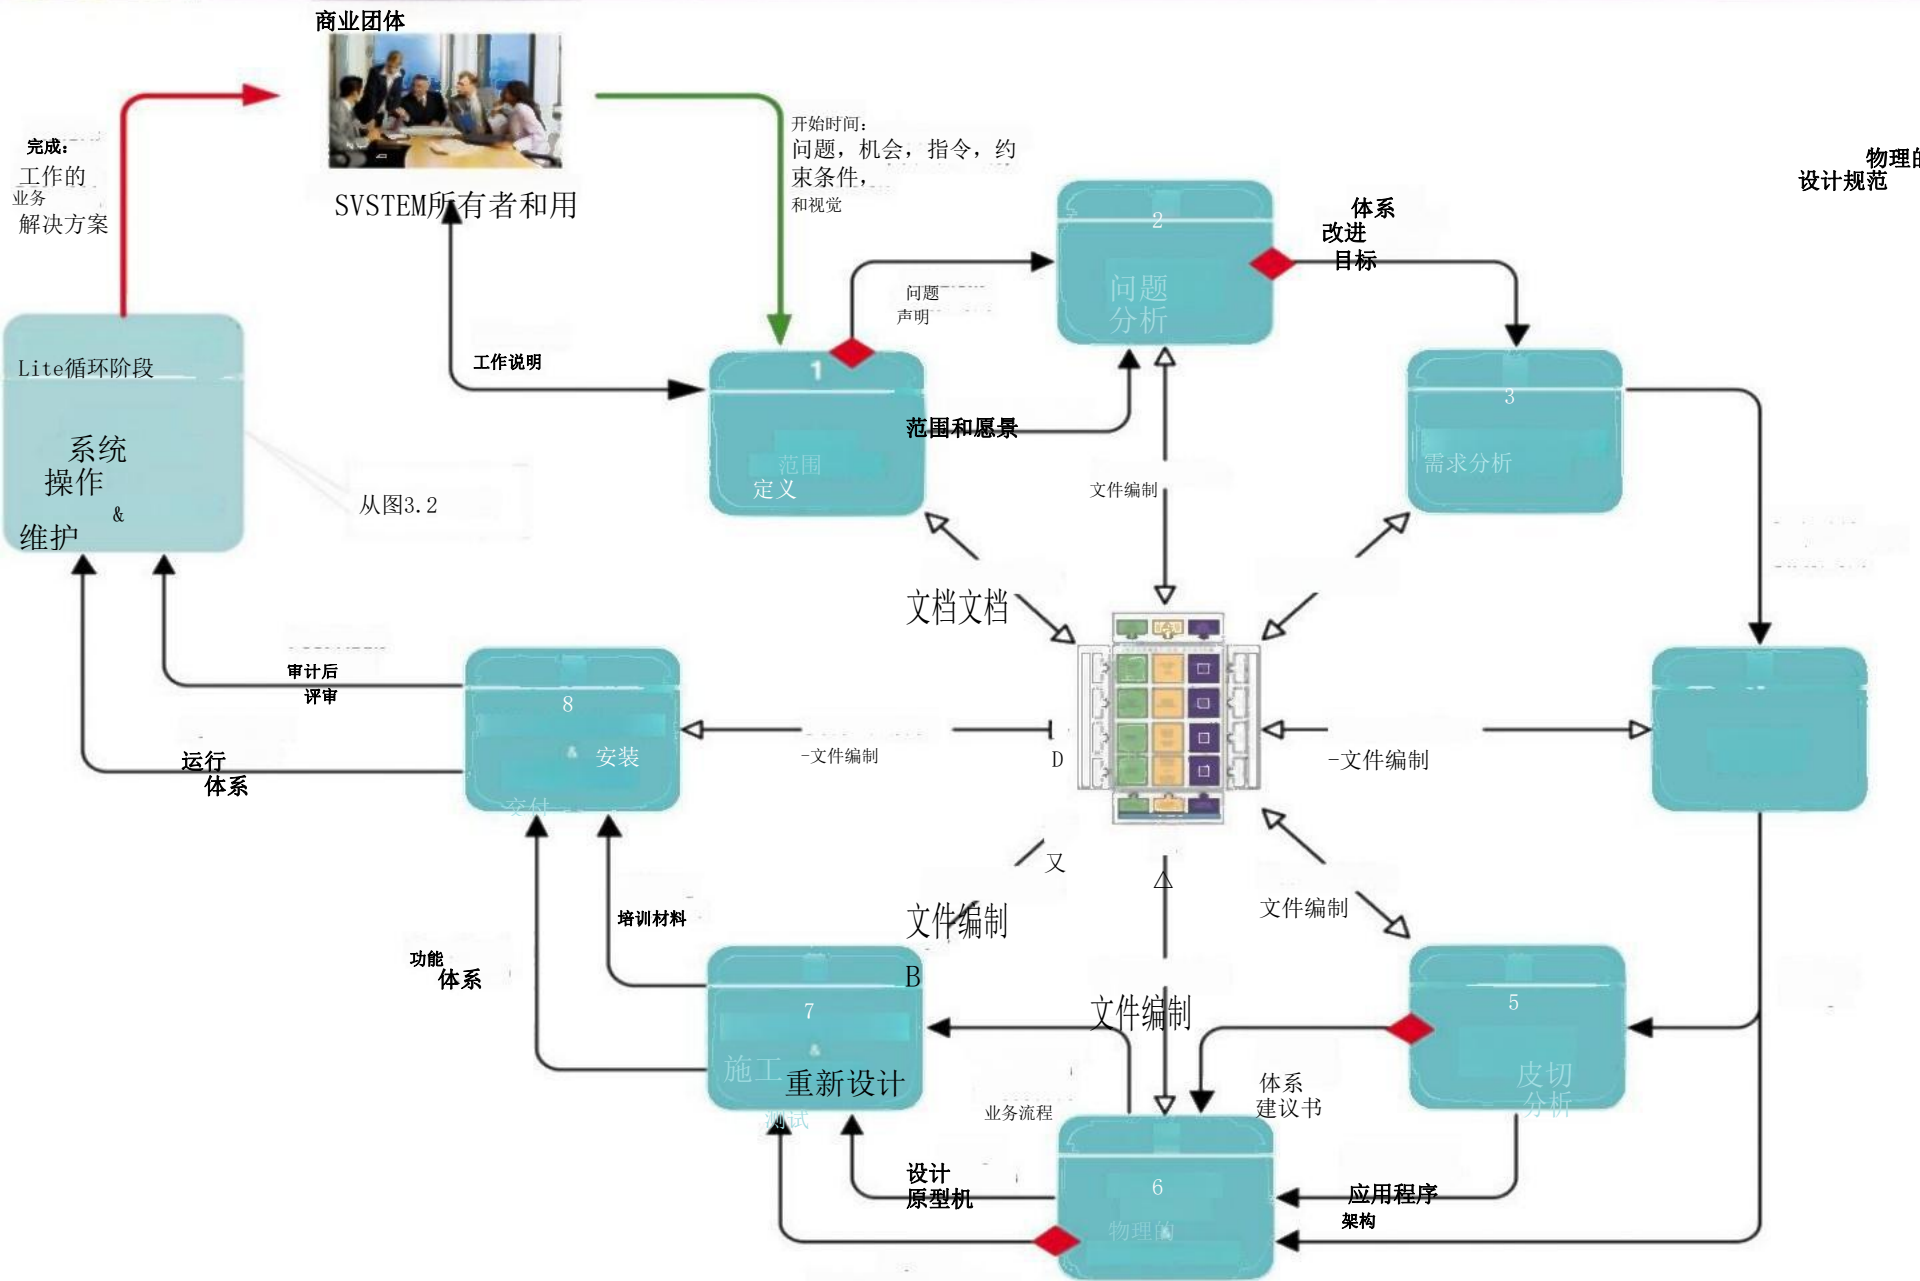 商业团体
SVSTEM所有者和用
完成:
工作的
业务
解决方案
开始时间:
问题, 机会, 指令, 约
束条件,
和视觉
物理的
设计规范
体系
改进
目标
2
问题
分析
问题
声明
工作说明
1
范围
定义
范围和愿景
3
需求分析
Lite循环阶段
系统
操作
&
维护
从图3.2
文件编制
文档文档
审计后
评审
运行
体系
8
& 安装
交付
-文件编制
D
-文件编制
又
△
文件编制
文件编制
B
文件编制
培训材料
功能
体系
7
&
施工
重新设计
测试
5
皮切
分析
体系
建议书
业务流程
设计
原型机
6
物理的
&
应用程序
架构